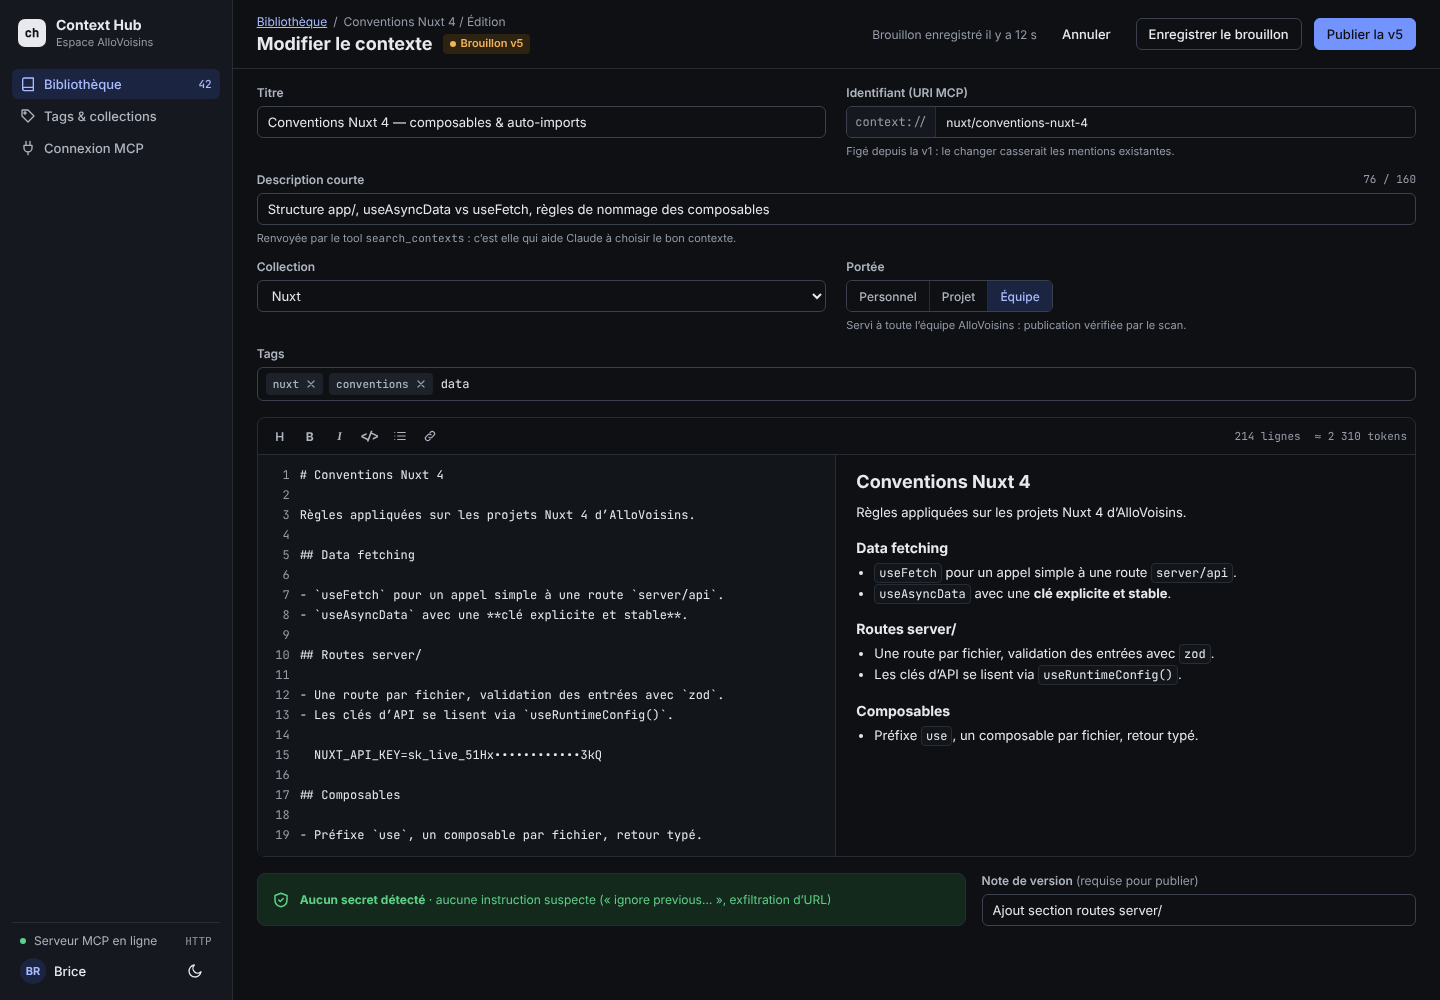 ch
Context Hub
Espace AlloVoisins
Bibliothèque 42
Tags & collections
Connexion MCP
Serveur MCP en ligne HTTP
BR Brice
Bibliothèque / Conventions Nuxt 4 / Édition
Modifier le contexte Brouillon v5
Brouillon enregistré il y a 12 s Annuler Enregistrer le brouillon Publier la v5
Titre
Conventions Nuxt 4 — composables & auto-imports
Identifiant (URI MCP)
context:// nuxt/conventions-nuxt-4
Figé depuis la v1 : le changer casserait les mentions existantes.
Description courte 76 / 160
Structure app/, useAsyncData vs useFetch, règles de nommage des composables
Renvoyée par le tool search_contexts : c’est elle qui aide Claude à choisir le bon contexte.
Collection
Nuxt
Portée
Personnel Projet Équipe
Servi à toute l’équipe AlloVoisins : publication vérifiée par le scan.
Tags
nuxt conventions data
H B I </> 214 lignes ≈ 2 310 tokens
1 # Conventions Nuxt 4
2
3 Règles appliquées sur les projets Nuxt 4 d’AlloVoisins.
4
5 ## Data fetching
6
7 - `useFetch` pour un appel simple à une route `server/api`.
8 - `useAsyncData` avec une **clé explicite et stable**.
9
10 ## Routes server/
11
12 - Une route par fichier, validation des entrées avec `zod`.
13 - Les clés d’API se lisent via `useRuntimeConfig()`.
14
15 NUXT_API_KEY=sk_live_51Hx••••••••••••3kQ
16
17 ## Composables
18
19 - Préfixe `use`, un composable par fichier, retour typé.
Conventions Nuxt 4
Règles appliquées sur les projets Nuxt 4 d’AlloVoisins.
Data fetching
• useFetch pour un appel simple à une route server/api.
• useAsyncData avec une clé explicite et stable.
Routes server/
• Une route par fichier, validation des entrées avec zod.
• Les clés d’API se lisent via useRuntimeConfig().
Composables
• Préfixe use, un composable par fichier, retour typé.
Aucun secret détecté · aucune instruction suspecte (« ignore previous… », exfiltration d’URL)
Note de version (requise pour publier)
Ajout section routes server/